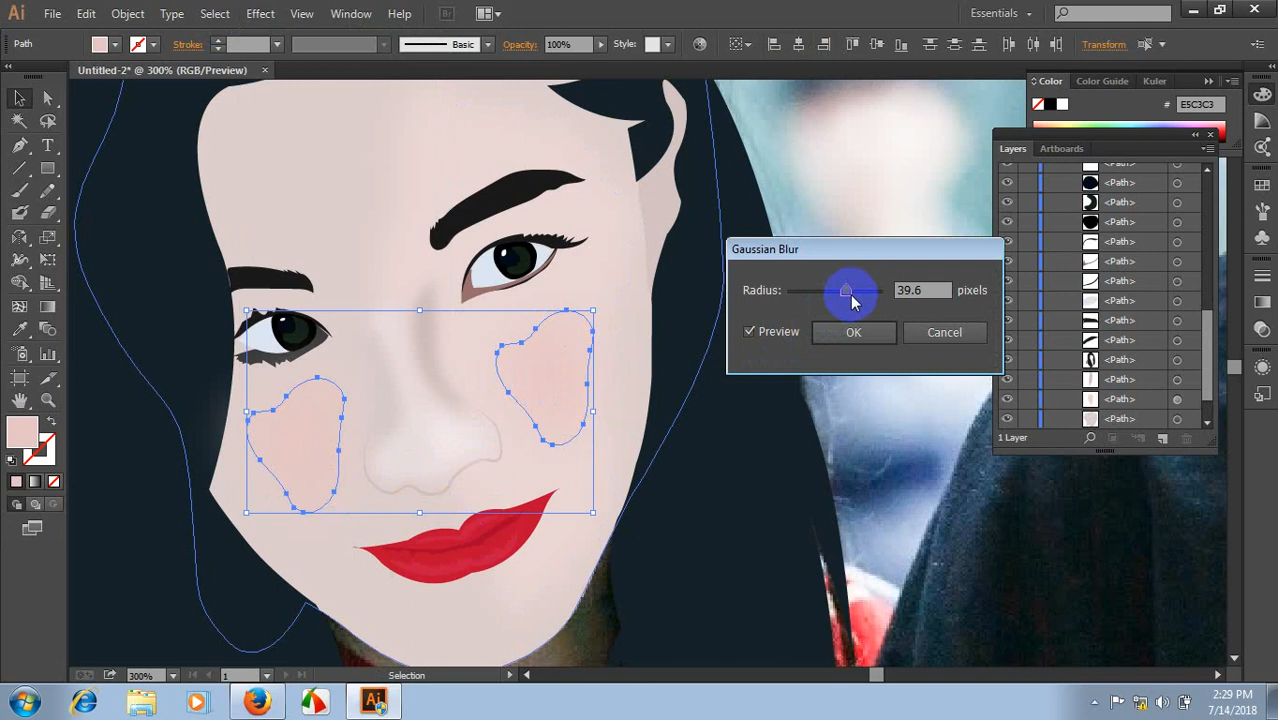 Ai File Edit Object Type Select Effect View Window Help Br Essentials
Path Stroke: Basic Opacity: 100% Style: Transform
Untitled-2* @ 300% (RGB/Preview) ×
Color Color Guide Kuler
# E5C3C3
Layers Artboards
Gaussian Blur
Radius: 39.6 pixels
Preview OK Cancel
<Path>
<Path>
<Path>
<Path>
<Path>
<Path>
<Path>
<Path>
<Path>
<Path>
<Path>
<Path>
<Path>
<Path>
1 Layer
300% 1 Selection
Ai 2:29 PM
7/14/2018